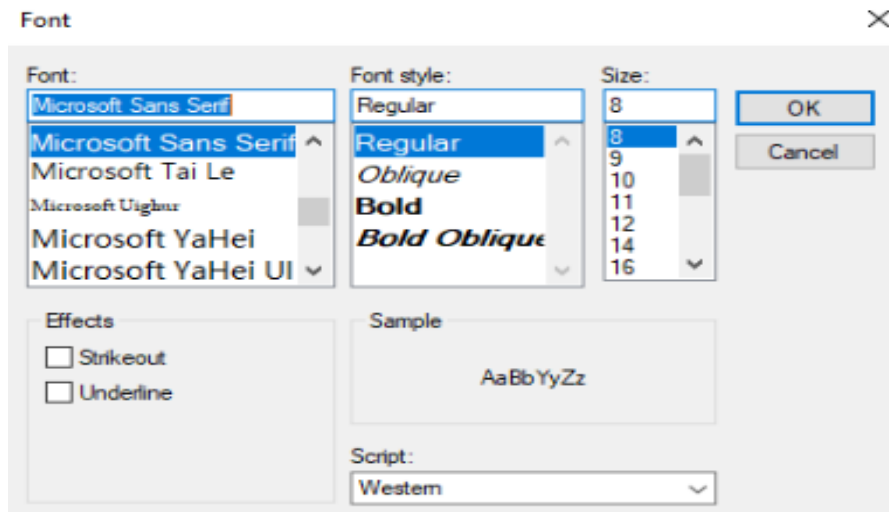 Font
Font:
Microsoft Sans Serif
Microsoft Sans Serif
Microsoft Tai Le
Microsoft Uighur
Microsoft YaHei
Microsoft YaHei UI
Font style:
Regular
Regular
Oblique
Bold
Bold Oblique
Size:
8
8
9
10
11
12
14
16
OK
Cancel
Effects
Strikeout
Underline
Sample
AaBbYyZz
Script:
Western